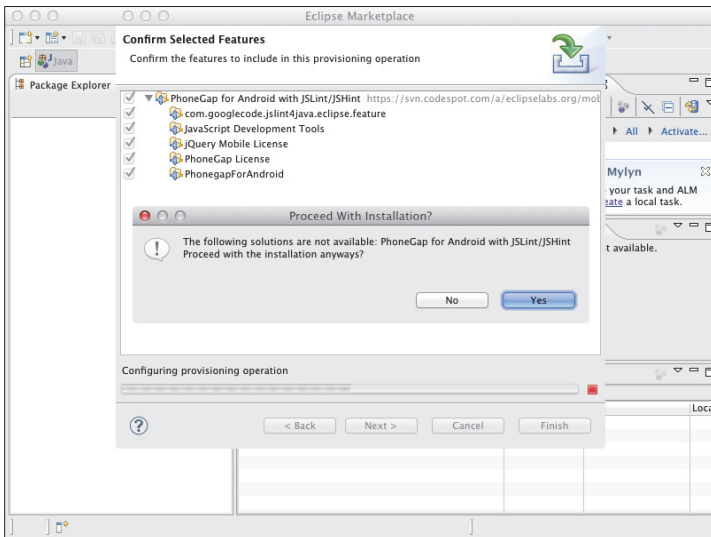 Eclipse Marketplace
Java
Package Explorer
Confirm Selected Features
Confirm the features to include in this provisioning operation
PhoneGap for Android with JSLint/JSHint https://svn.codespot.com/a/eclipselabs.org/mob
com.googlecode.jslint4java.eclipse.feature
JavaScript Development Tools
jQuery Mobile License
PhoneGap License
PhonegapForAndroid
All Activate...
Mylyn
your task and ALM
eate a local task.
t available.
Proceed With Installation?
The following solutions are not available: PhoneGap for Android with JSLint/JSHint
Proceed with the installation anyways?
No Yes
Configuring provisioning operation
< Back Next > Cancel Finish
Loca